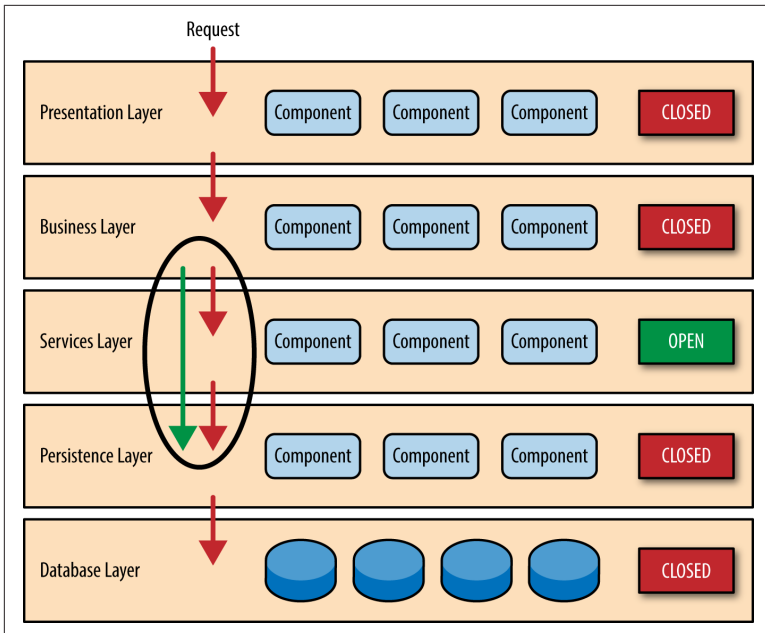 Request
Presentation Layer Component Component Component CLOSED
Business Layer Component Component Component CLOSED
Services Layer Component Component Component OPEN
Persistence Layer Component Component Component CLOSED
Database Layer CLOSED